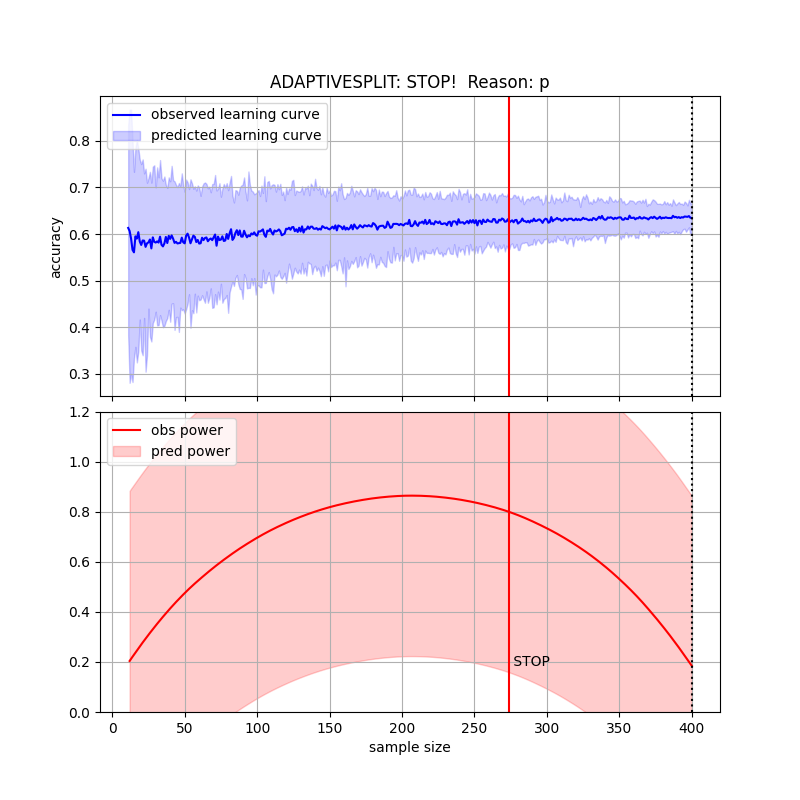 ADAPTIVESPLIT: STOP!  Reason: p
observed learning curve
predicted learning curve
accuracy
0.8
0.7
0.6
0.5
0.4
0.3
obs power
pred power
1.2
1.0
0.8
0.6
0.4
0.2
0.0
STOP
0 50 100 150 200 250 300 350 400
sample size